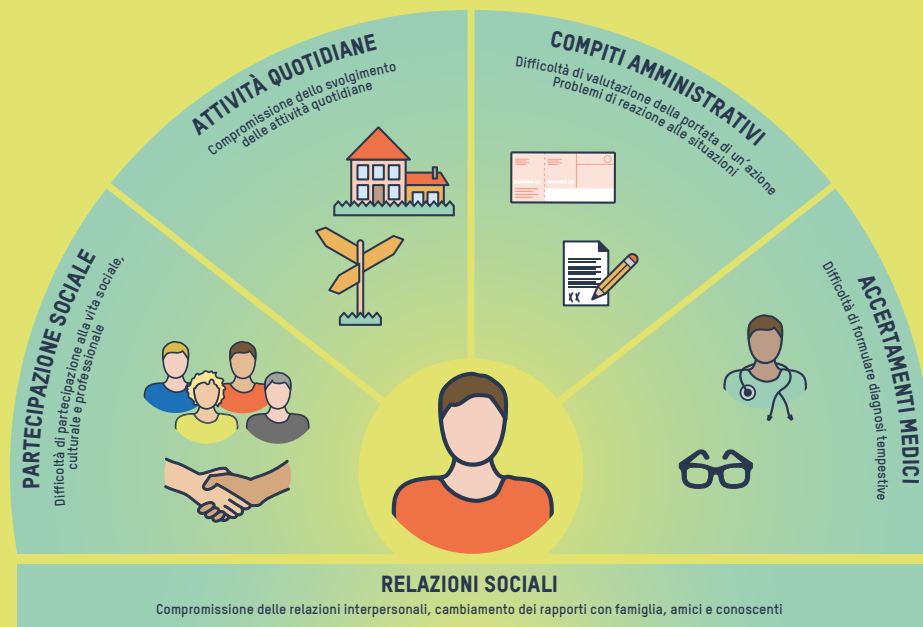 PARTECIPAZIONE SOCIALE
Difficoltà di partecipazione alla vita sociale,
culturale e professionale
ATTIVITÀ QUOTIDIANE
Compromissione dello svolgimento
delle attività quotidiane
COMPITI AMMINISTRATIVI
Difficoltà di valutazione della portata di un'azione
Problemi di reazione alle situazioni
ACCERTAMENTI MEDICI
Difficoltà di formulare diagnosi tempestive
RELAZIONI SOCIALI
Compromissione delle relazioni interpersonali, cambiamento dei rapporti con famiglia, amici e conoscenti